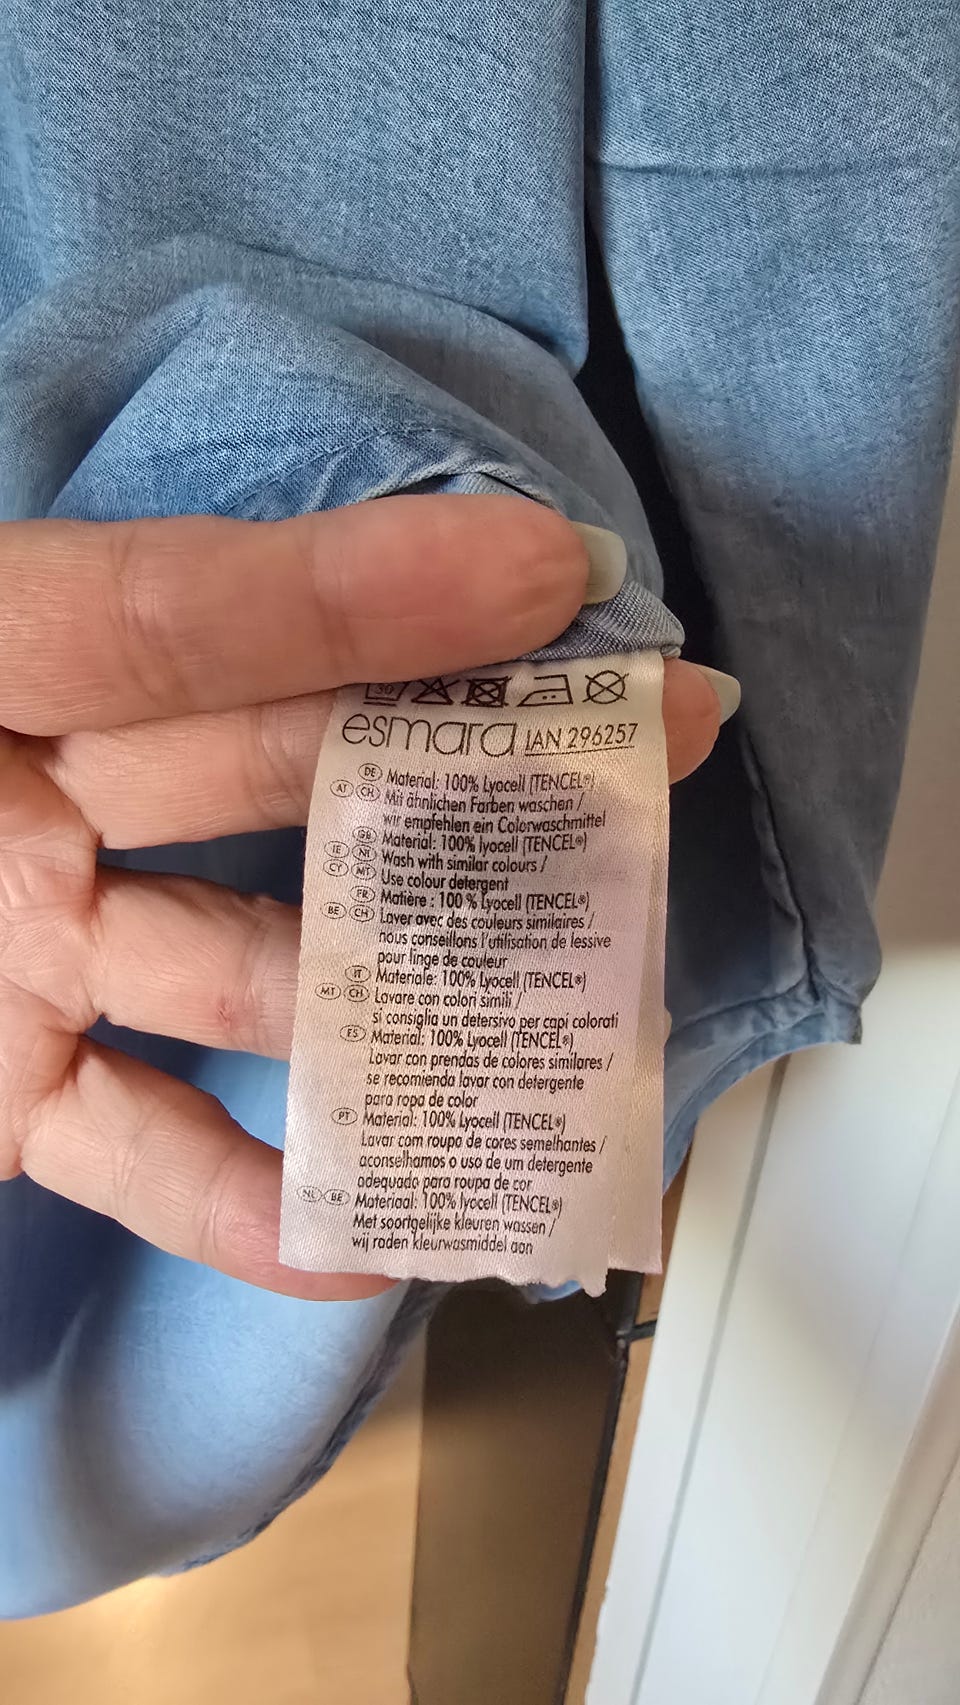 30
esmara IAN 296257
DE Material: 100% Lyocell (TENCEL®)
AT CH Mit ähnlichen Farben waschen /
wir empfehlen ein Colorwaschmittel
GB Material: 100% lyocell (TENCEL®)
IE NI Wash with similar colours /
CY MT Use colour detergent
FR Matière : 100 % Lyocell (TENCEL®)
BE CH Laver avec des couleurs similaires /
nous conseillons l'utilisation de lessive
pour linge de couleur
IT Materiale: 100% Lyocell (TENCEL®)
MT CH Lavare con colori simili /
si consiglia un detersivo per capi colorati
ES Material: 100% Lyocell (TENCEL®)
Lavar con prendas de colores similares /
se recomienda lavar con detergente
para ropa de color
PT Material: 100% Lyocell (TENCEL®)
Lavar com roupa de cores semelhantes /
aconselhamos o uso de um detergente
adequado para roupa de cor
NL BE Materiaal: 100% lyocell (TENCEL®)
Met soortgelijke kleuren wassen /
wij raden kleurwasmiddel aan